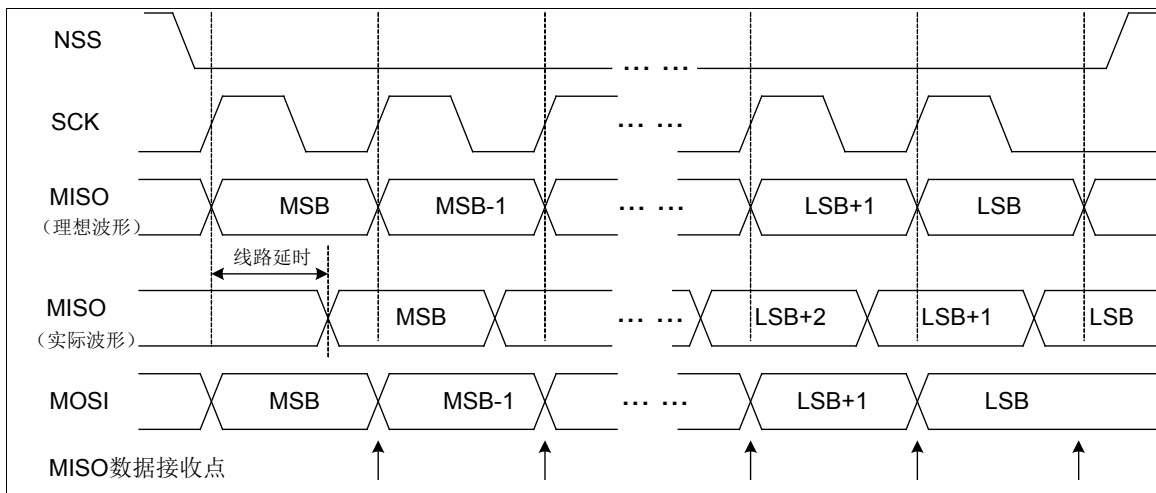 NSS
... ...
SCK
... ...
MISO
(理想波形)
MSB
MSB-1
... ...
LSB+1
LSB
线路延时
MISO
(实际波形)
MSB
... ...
LSB+2
LSB+1
LSB
MOSI
MSB
MSB-1
... ...
LSB+1
LSB
MISO数据接收点